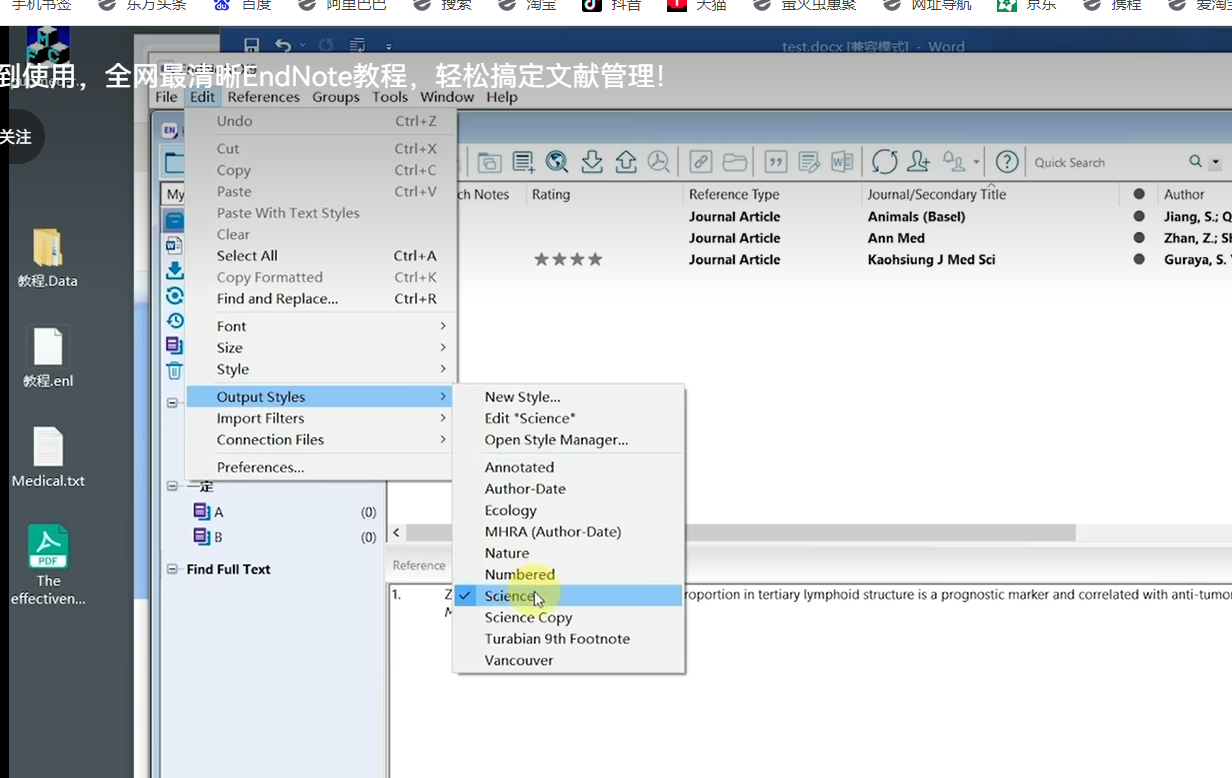 手机书签 东方头条 百度 阿里巴巴 搜索 淘宝 抖音 天猫 萤火虫惠聚 网址导航 京东 携程 爱淘宝
test.docx [兼容模式] - Word
到使用，全网最清晰EndNote教程，轻松搞定文献管理！
File Edit References Groups Tools Window Help
关注
EN
Undo Ctrl+Z
Cut Ctrl+X
Copy Ctrl+C
Paste Ctrl+V
Paste With Text Styles
Clear
Select All Ctrl+A
Copy Formatted Ctrl+K
Find and Replace... Ctrl+R
Font
Size
Style
Output Styles
Import Filters
Connection Files
Preferences...
New Style...
Edit "Science"
Open Style Manager...
Annotated
Author-Date
Ecology
MHRA (Author-Date)
Nature
Numbered
Science
Science Copy
Turabian 9th Footnote
Vancouver
Quick Search
My
ch Notes Rating Reference Type Journal/Secondary Title Author
Journal Article Animals (Basel) Jiang, S.; Q
Journal Article Ann Med Zhan, Z.; S
Journal Article Kaohsiung J Med Sci Guraya, S.
教程.Data
教程.enl
Medical.txt
PDF
The
effectiven...
一定
A (0)
B (0)
Find Full Text
Reference
1. Z roportion in tertiary lymphoid structure is a prognostic marker and correlated with anti-tumo
M